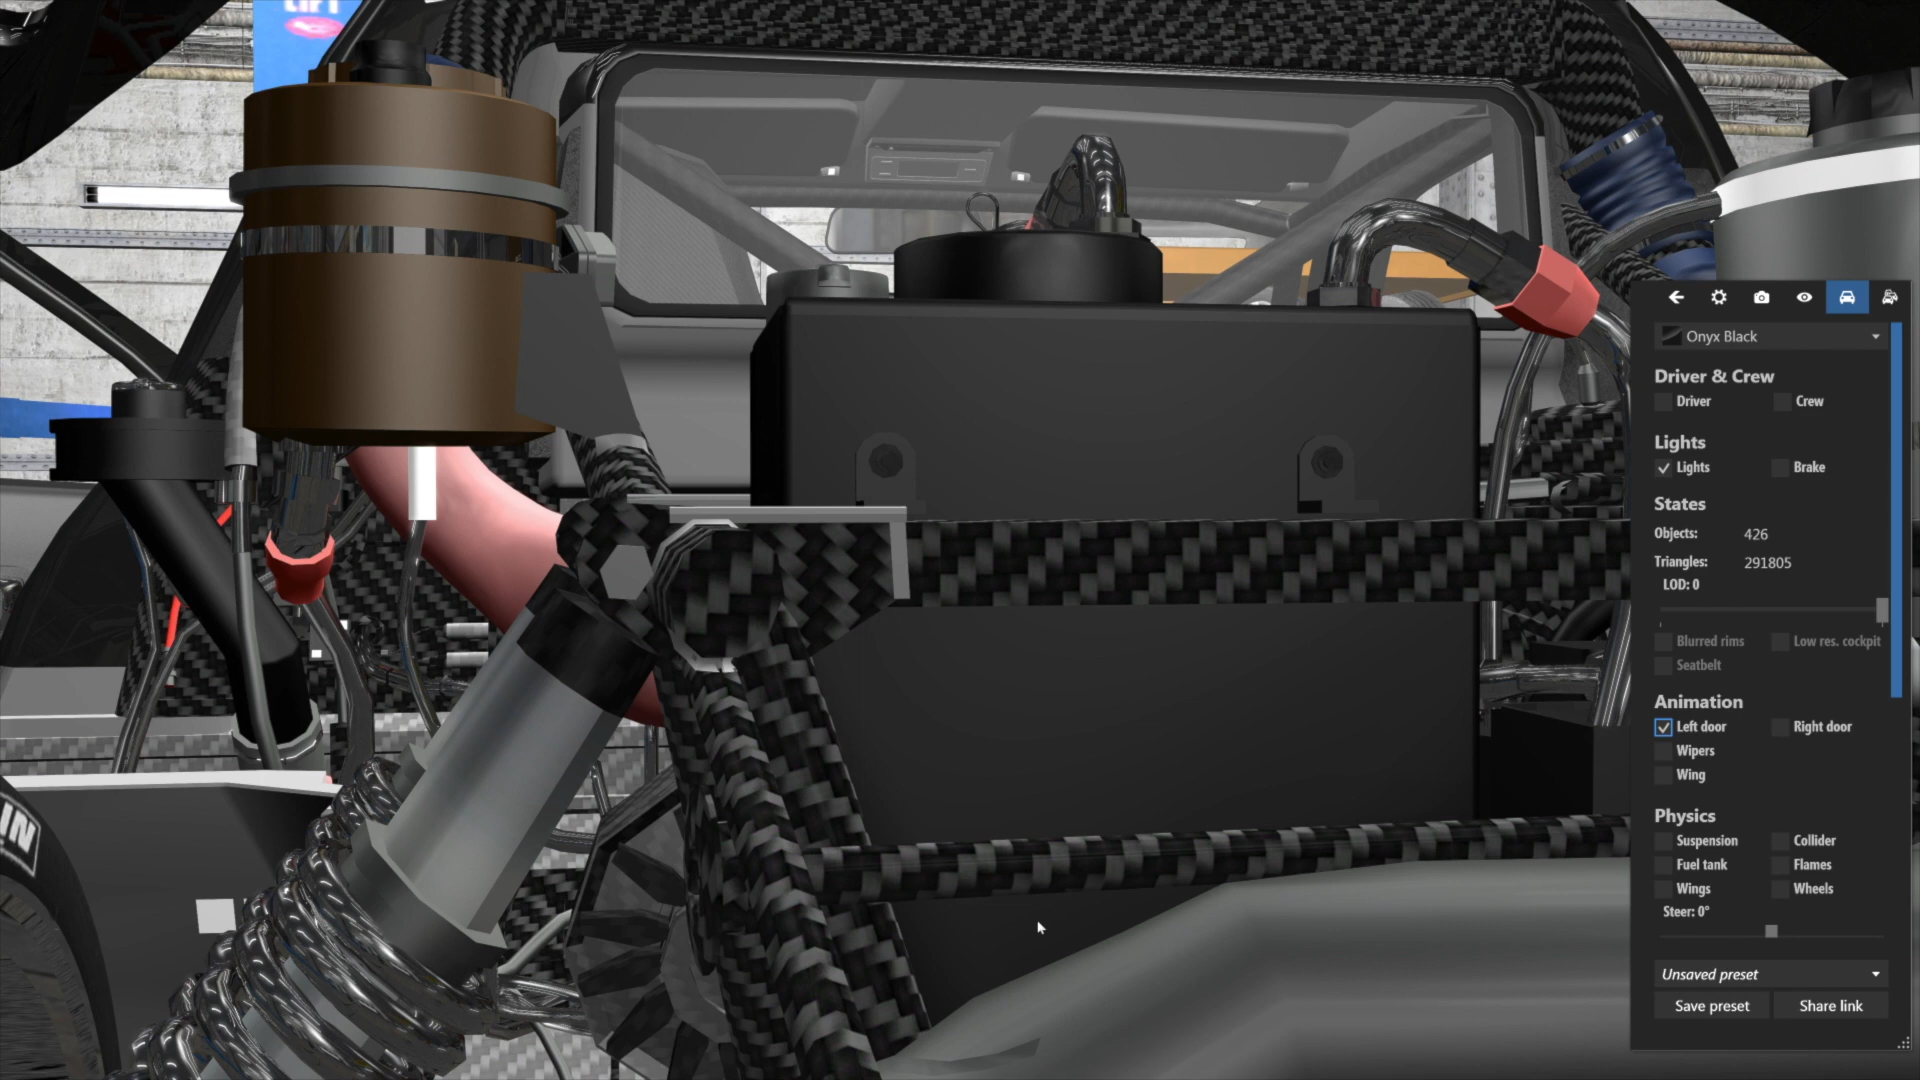 LIFT
Onyx Black
Driver & Crew
Driver
Crew
Lights
Lights
Brake
States
Objects: 426
Triangles: 291805
LOD: 0
Blurred rims
Low res. cockpit
Seatbelt
Animation
Left door
Right door
Wipers
Wing
Physics
Suspension
Collider
Fuel tank
Flames
Wings
Wheels
Steer: 0°
Unsaved preset
Save preset
Share link